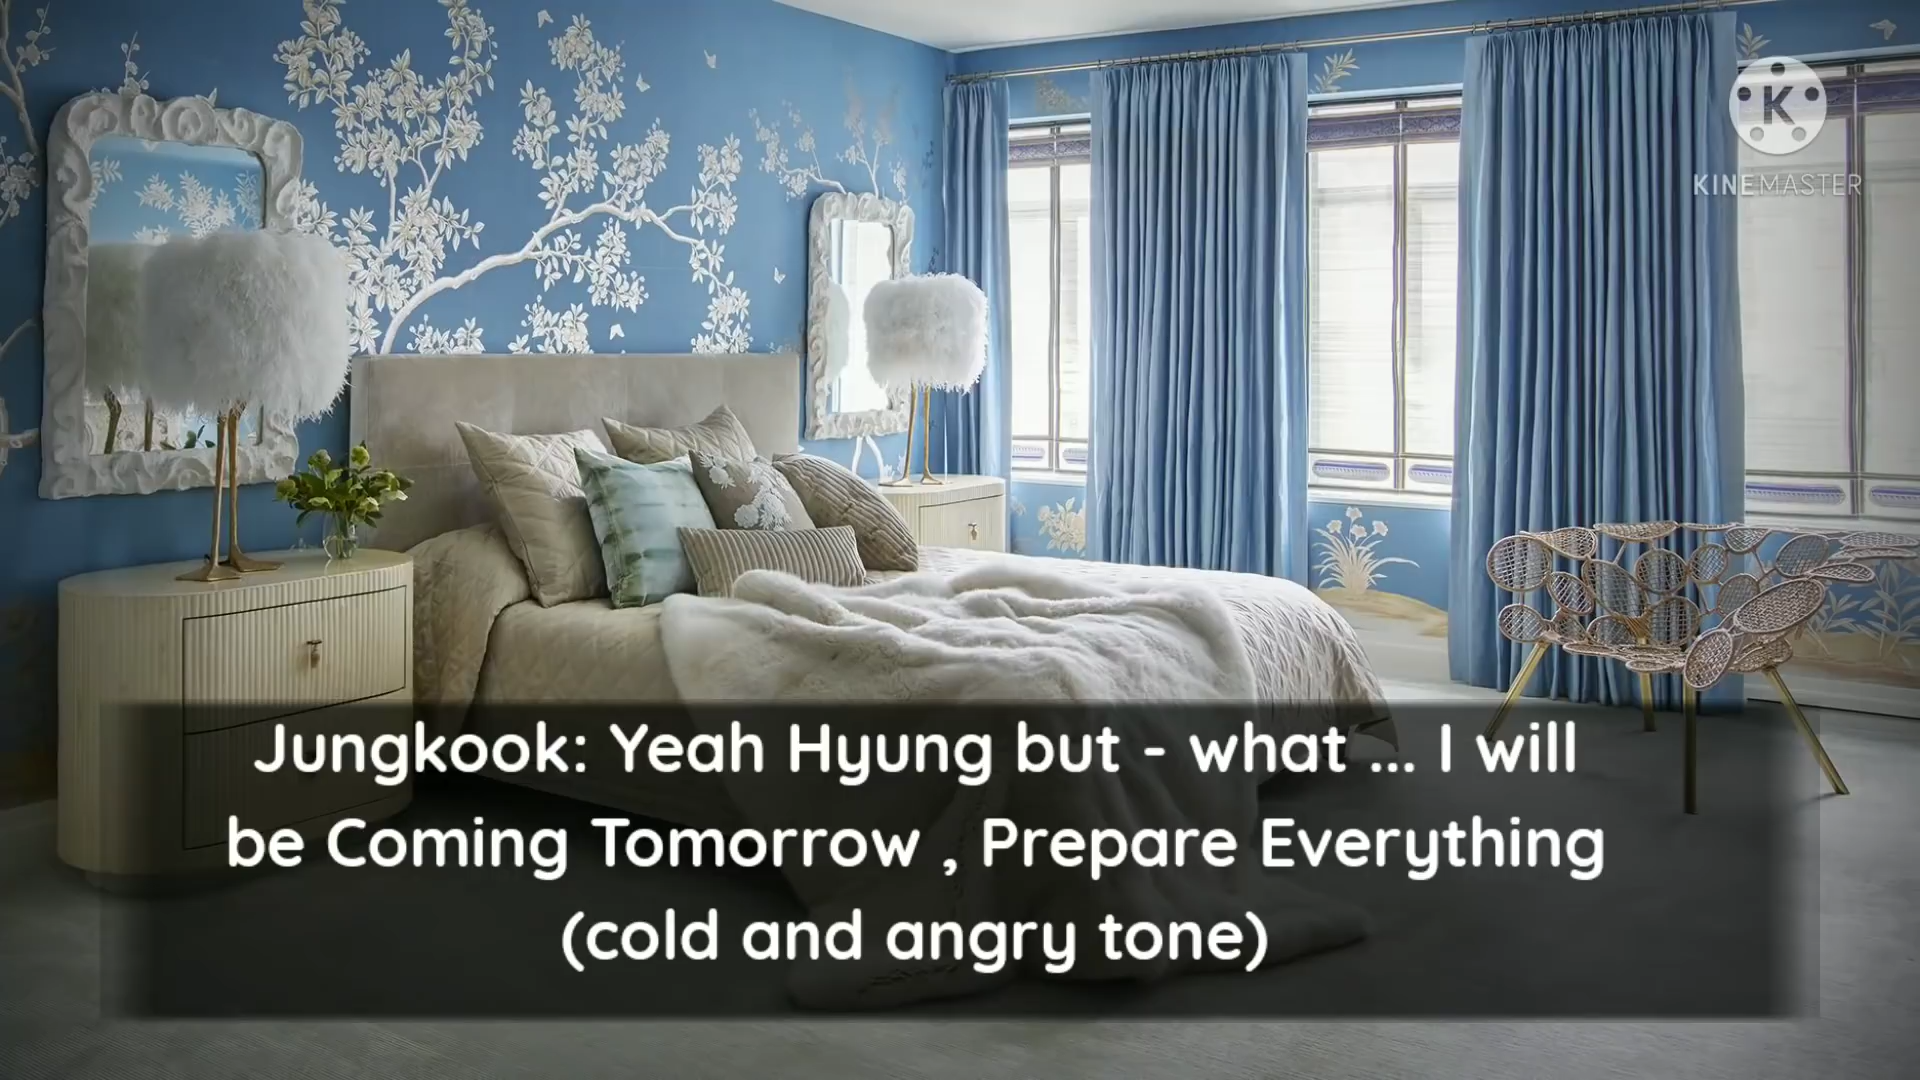 K
KINEMASTER
Jungkook: Yeah Hyung but - what ... I will
be Coming Tomorrow , Prepare Everything
(cold and angry tone)